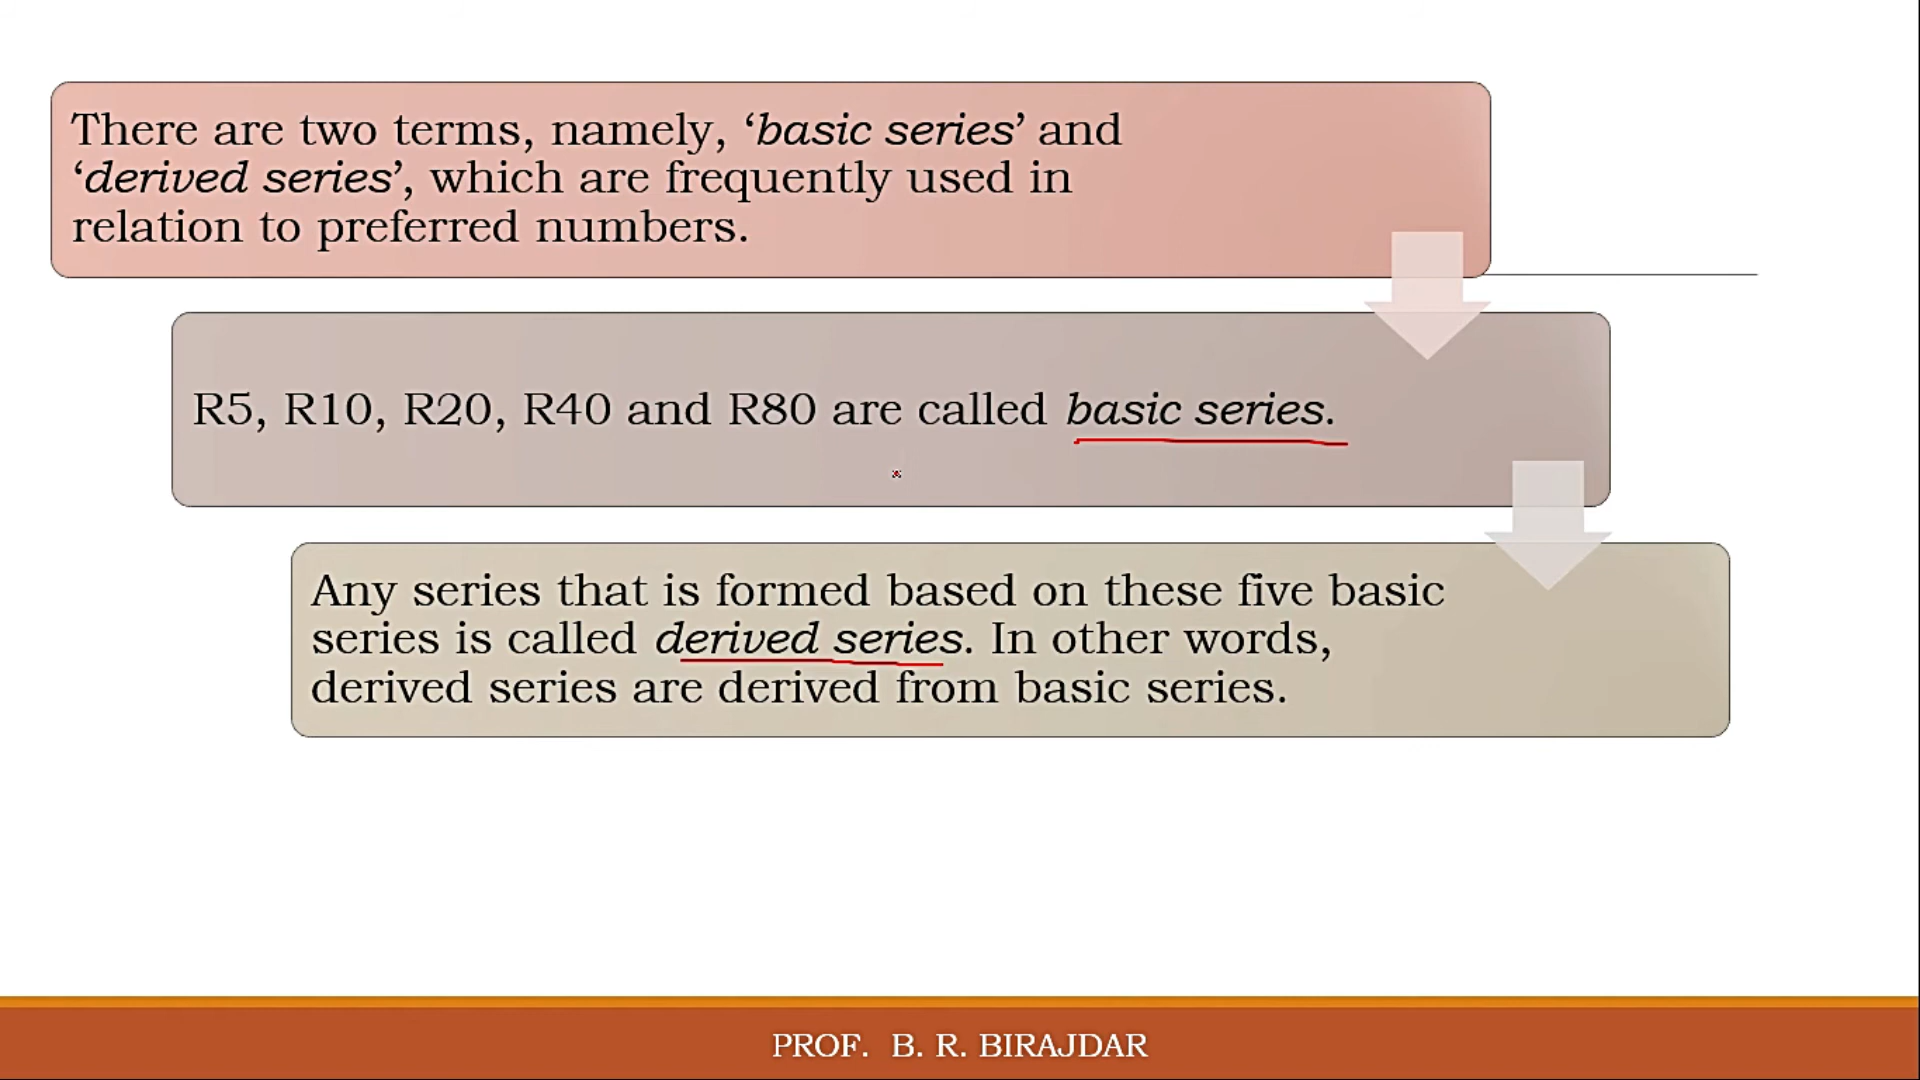 There are two terms, namely, ‘basic series’ and
‘derived series’, which are frequently used in
relation to preferred numbers.
R5, R10, R20, R40 and R80 are called basic series.
Any series that is formed based on these five basic
series is called derived series. In other words,
derived series are derived from basic series.
PROF. B. R. BIRAJDAR